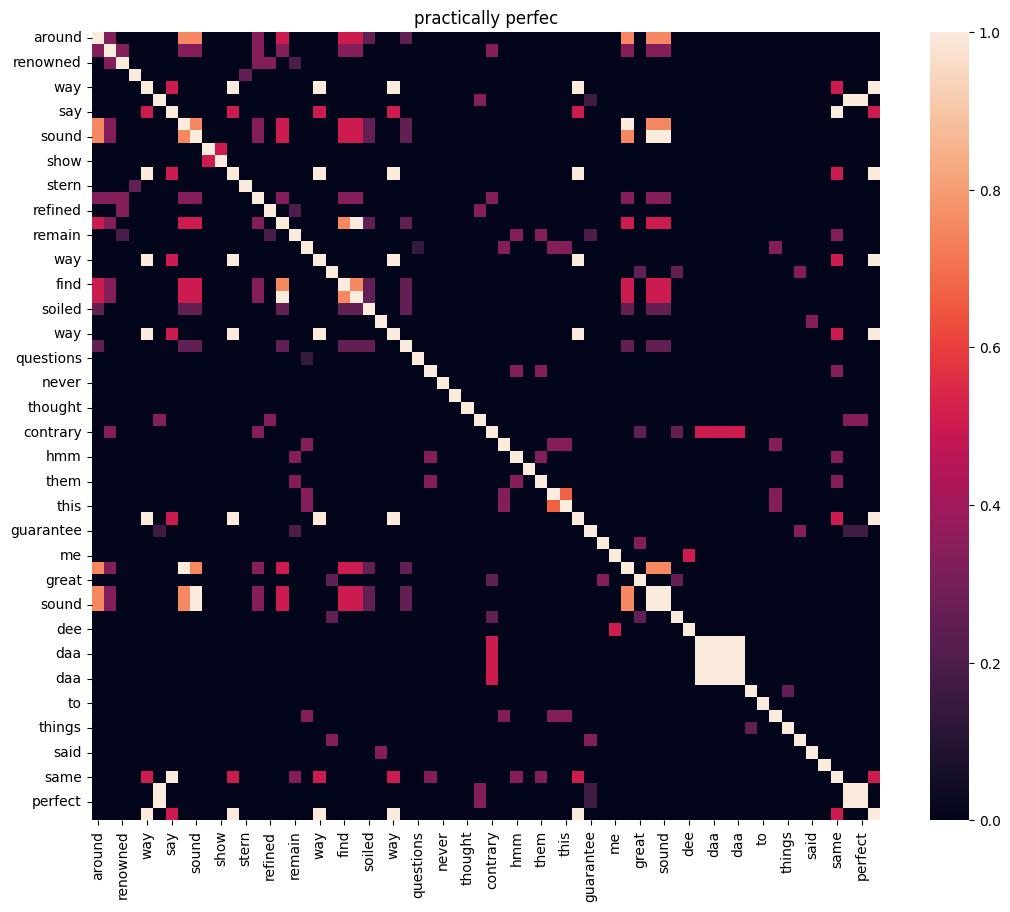 practically perfec
around
renowned
way
say
sound
show
stern
refined
remain
way
find
soiled
way
questions
never
thought
contrary
hmm
them
this
guarantee
me
great
sound
dee
daa
daa
to
things
said
same
perfect
around
renowned
way
say
sound
show
stern
refined
remain
way
find
soiled
way
questions
never
thought
contrary
hmm
them
this
guarantee
me
great
sound
dee
daa
daa
to
things
said
same
perfect
1.0
0.8
0.6
0.4
0.2
0.0